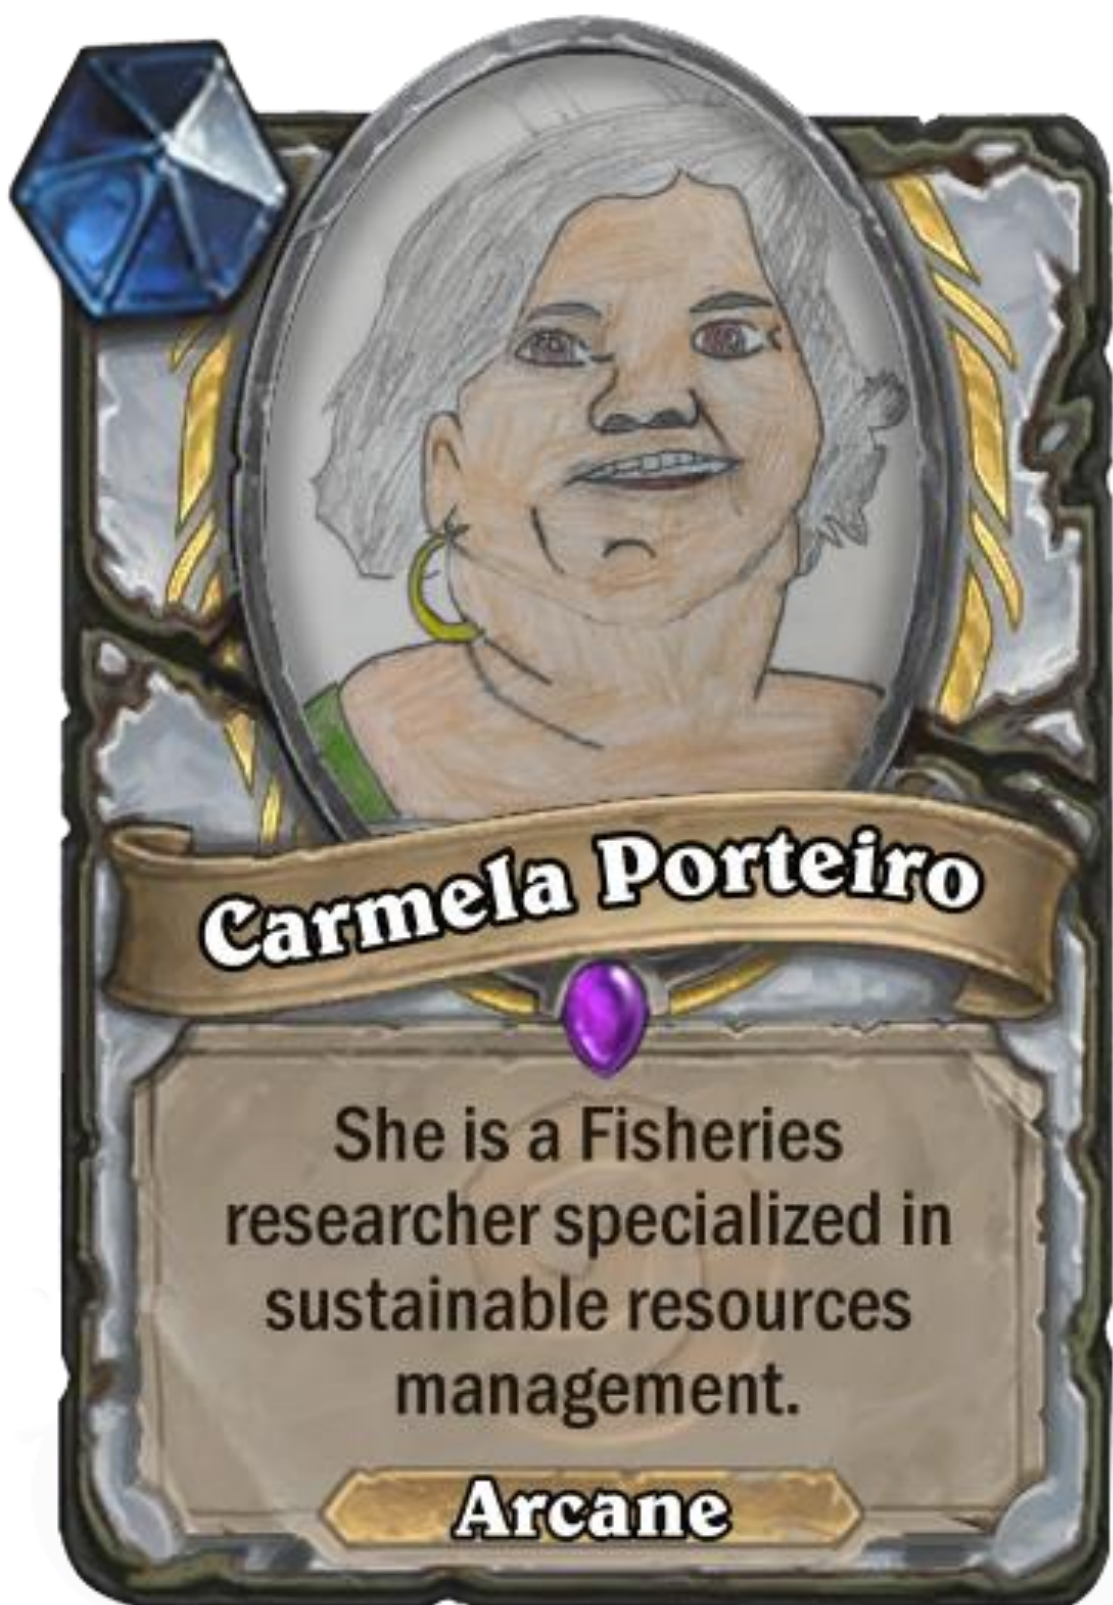 Carmela Porteiro
She is a Fisheries
researcher specialized in
sustainable resources
management.
Arcane